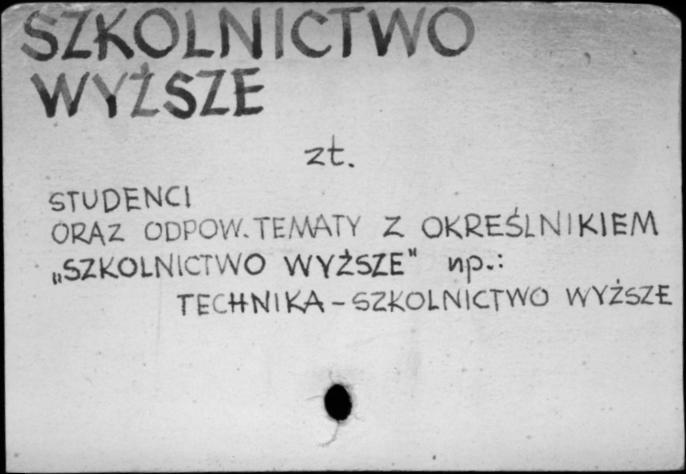 SZKOLNICTWO
WYŻSZE
zt.
STUDENCI
ORAZ ODPOW. TEMATY Z OKREŚLNIKIEM
„SZKOLNICTWO WYŻSZE" np.:
TECHNIKA - SZKOLNICTWO WYŻSZE